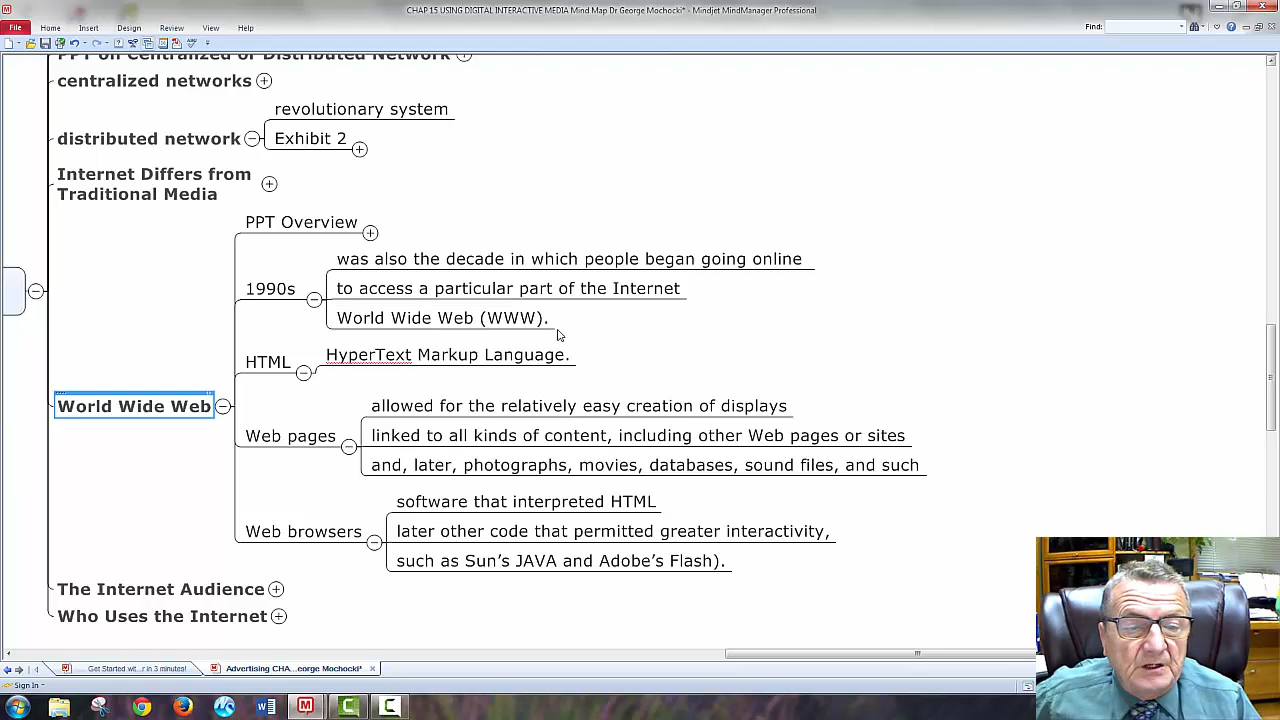 CHAP 15 USING DIGITAL INTERACTIVE MEDIA Mind Map Dr George Mochocki* - Mindjet MindManager Professional
File Home Insert Design Review View Find:
PPT on Centralized or Distributed Network
centralized networks
revolutionary system
distributed network
Exhibit 2
Internet Differs from
Traditional Media
PPT Overview
was also the decade in which people began going online
1990s
to access a particular part of the Internet
World Wide Web (WWW).
HTML
HyperText Markup Language.
World Wide Web
allowed for the relatively easy creation of displays
Web pages
linked to all kinds of content, including other Web pages or sites
and, later, photographs, movies, databases, sound files, and such
software that interpreted HTML
Web browsers
later other code that permitted greater interactivity,
such as Sun's JAVA and Adobe's Flash).
The Internet Audience
Who Uses the Internet
Get Started wit...r in 3 minutes! Advertising CHA...eorge Mochocki*
Sign In